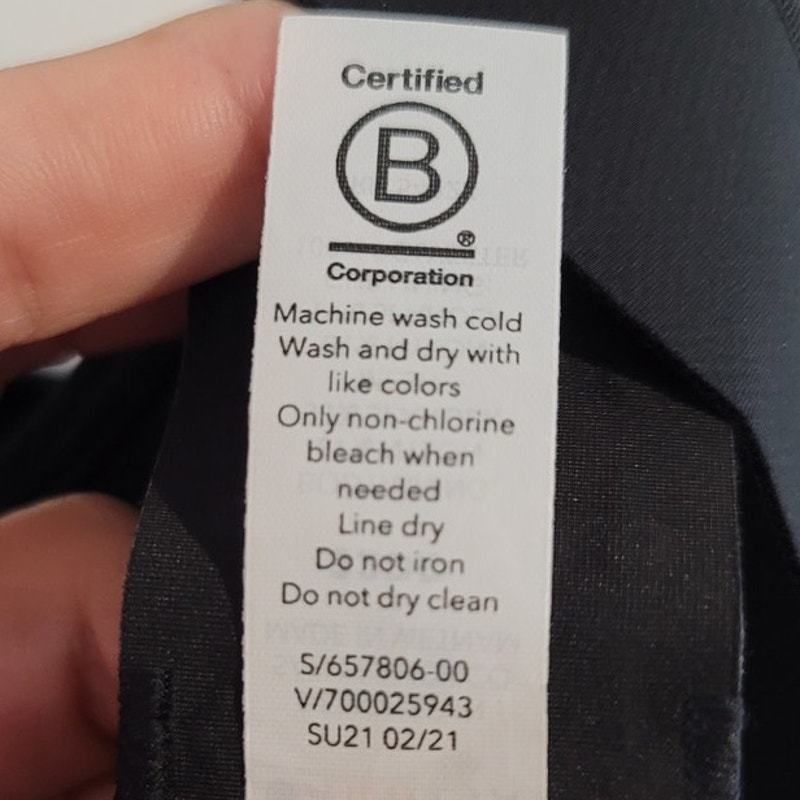 Certified
B
®
Corporation
Machine wash cold
Wash and dry with
like colors
Only non-chlorine
bleach when
needed
Line dry
Do not iron
Do not dry clean
S/657806-00
V/700025943
SU21 02/21